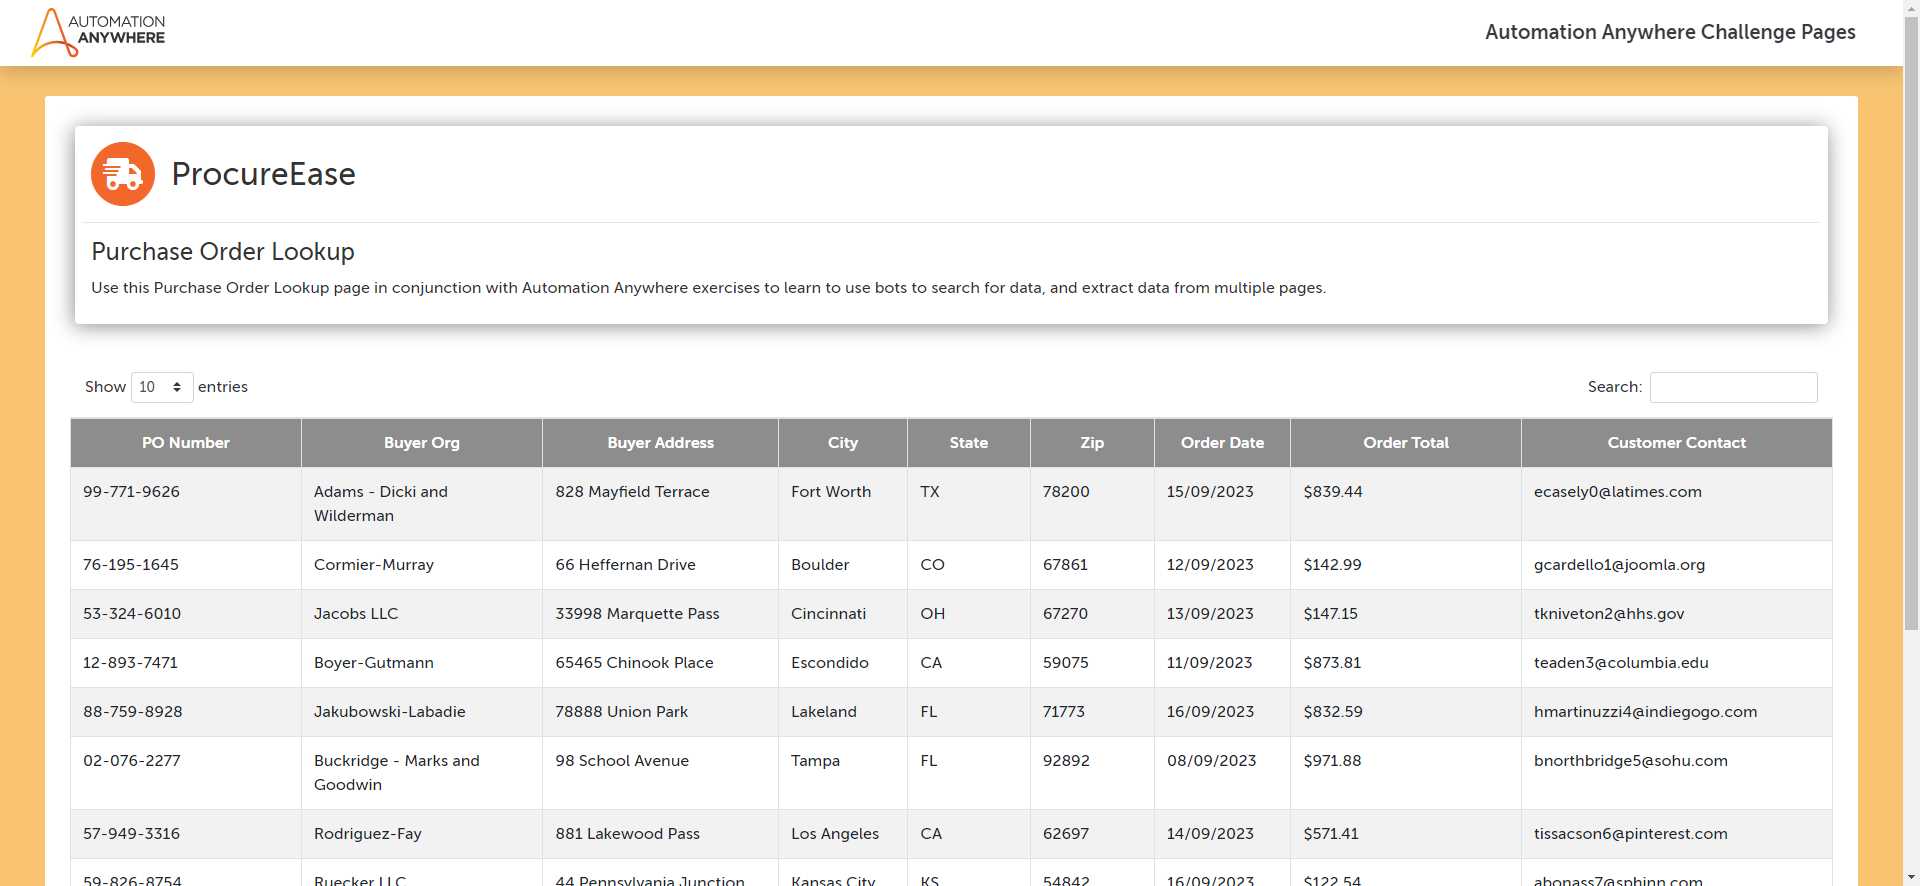 AUTOMATION
ANYWHERE
Automation Anywhere Challenge Pages
ProcureEase
Purchase Order Lookup
Use this Purchase Order Lookup page in conjunction with Automation Anywhere exercises to learn to use bots to search for data, and extract data from multiple pages.
Show 10 entries Search:
PO Number Buyer Org Buyer Address City State Zip Order Date Order Total Customer Contact
99-771-9626 Adams - Dicki and 828 Mayfield Terrace Fort Worth TX 78200 15/09/2023 $839.44 ecasely0@latimes.com
Wilderman
76-195-1645 Cormier-Murray 66 Heffernan Drive Boulder CO 67861 12/09/2023 $142.99 gcardello1@joomla.org
53-324-6010 Jacobs LLC 33998 Marquette Pass Cincinnati OH 67270 13/09/2023 $147.15 tkniveton2@hhs.gov
12-893-7471 Boyer-Gutmann 65465 Chinook Place Escondido CA 59075 11/09/2023 $873.81 teaden3@columbia.edu
88-759-8928 Jakubowski-Labadie 78888 Union Park Lakeland FL 71773 16/09/2023 $832.59 hmartinuzzi4@indiegogo.com
02-076-2277 Buckridge - Marks and 98 School Avenue Tampa FL 92892 08/09/2023 $971.88 bnorthbridge5@sohu.com
Goodwin
57-949-3316 Rodriguez-Fay 881 Lakewood Pass Los Angeles CA 62697 14/09/2023 $571.41 tissacson6@pinterest.com
59-826-8754 Ruecker LLC 44 Pennsylvania Junction Kansas City KS 54842 16/09/2023 $122.54 abonass7@sphinn.com